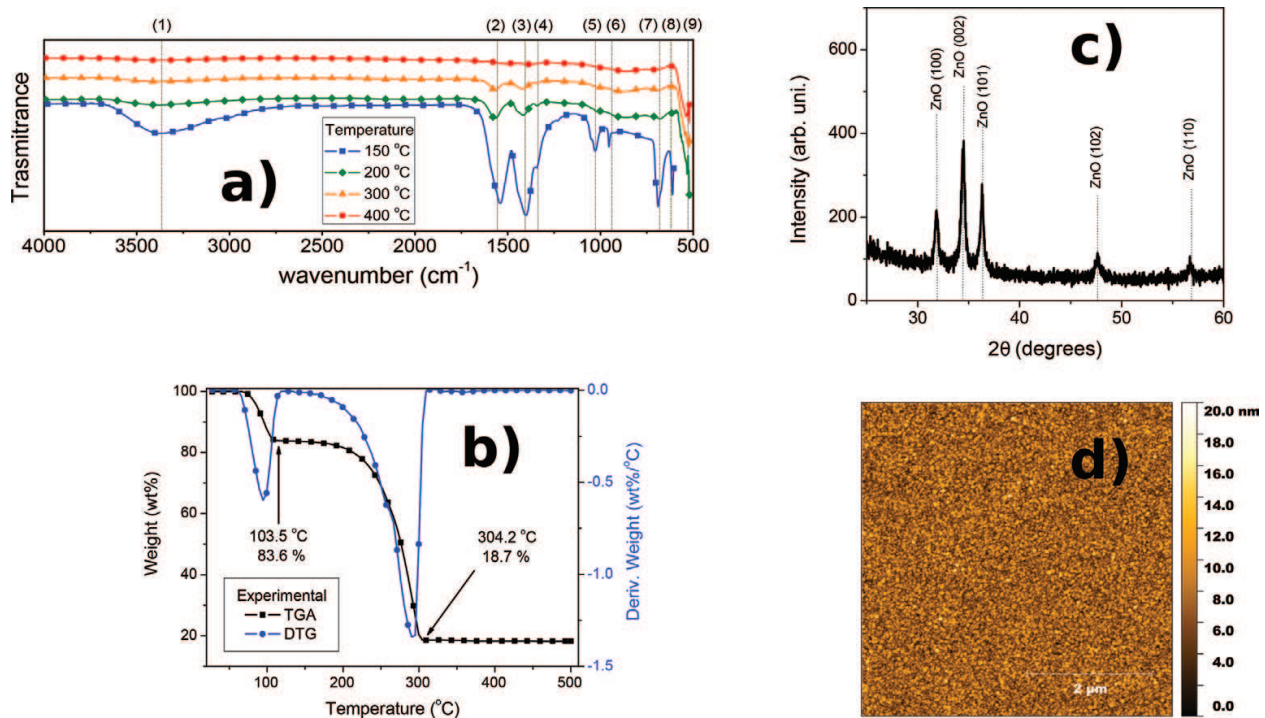 (1) (2) (3) (4) (5) (6) (7) (8) (9)
Trasmitrance
Temperature
150 °C
200 °C
300 °C
400 °C
a)
4000 3500 3000 2500 2000 1500 1000 500
wavenumber (cm-1)
600
400
200
0
Intensity (arb. uni.)
ZnO (100)
ZnO (002)
ZnO (101)
ZnO (102)
ZnO (110)
c)
30 40 50 60
2θ (degrees)
100
80
60
40
20
Weight (wt%)
b)
103.5 °C
83.6 %
304.2 °C
18.7 %
Experimental
TGA
DTG
0.0
-0.5
-1.0
-1.5
Deriv. Weight (wt%/°C)
100 200 300 400 500
Temperature (°C)
d)
2 µm
20.0 nm
18.0
16.0
14.0
12.0
10.0
8.0
6.0
4.0
0.0